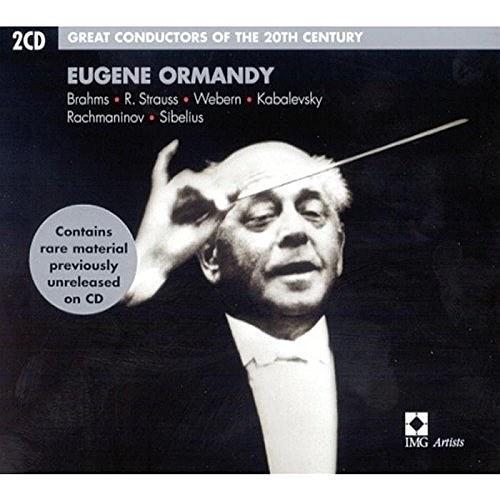 2CD GREAT CONDUCTORS OF THE 20TH CENTURY
EUGENE ORMANDY
Brahms • R. Strauss • Webern • Kabalevsky
Rachmaninov • Sibelius
Contains
rare material
previously
unreleased
on CD
IMG Artists